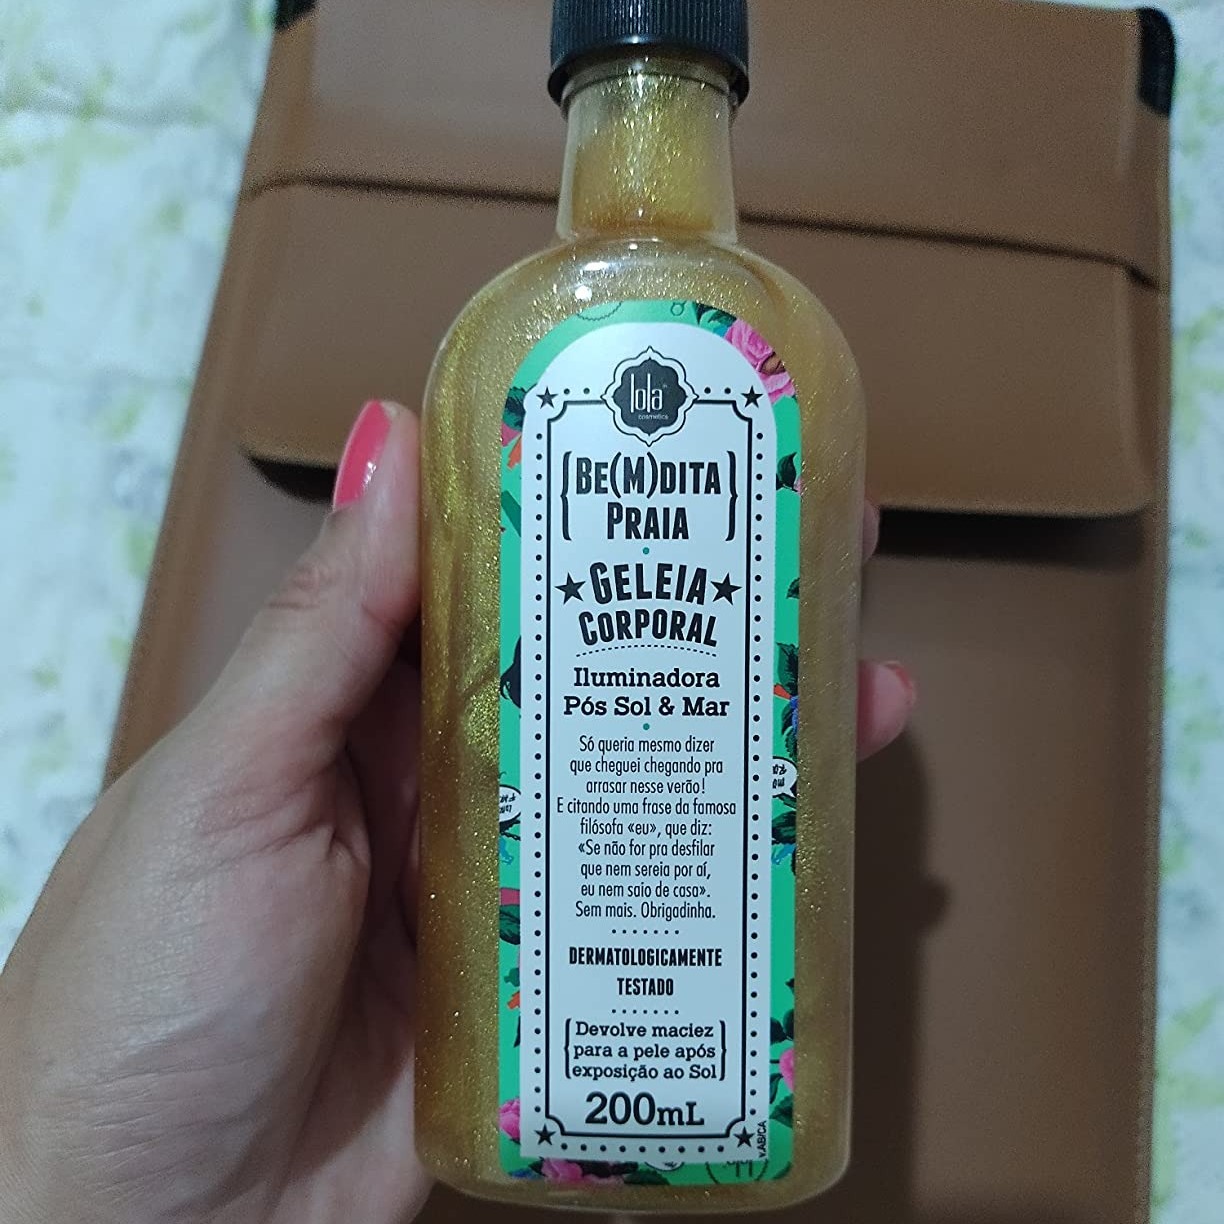 lola
cosmetics
BE(M)DITA
PRAIA
GELEIA
CORPORAL
Iluminadora
Pós Sol & Mar
Só queria mesmo dizer
que cheguei chegando pra
arrasar nesse verão!
E citando uma frase da famosa
filósofa «eu», que diz:
«Se não for pra desfilar
que nem sereia por aí,
eu nem saio de casa».
Sem mais. Obrigadinha.
DERMATOLOGICAMENTE
TESTADO
Devolve maciez
para a pele após
exposição ao Sol
200mL